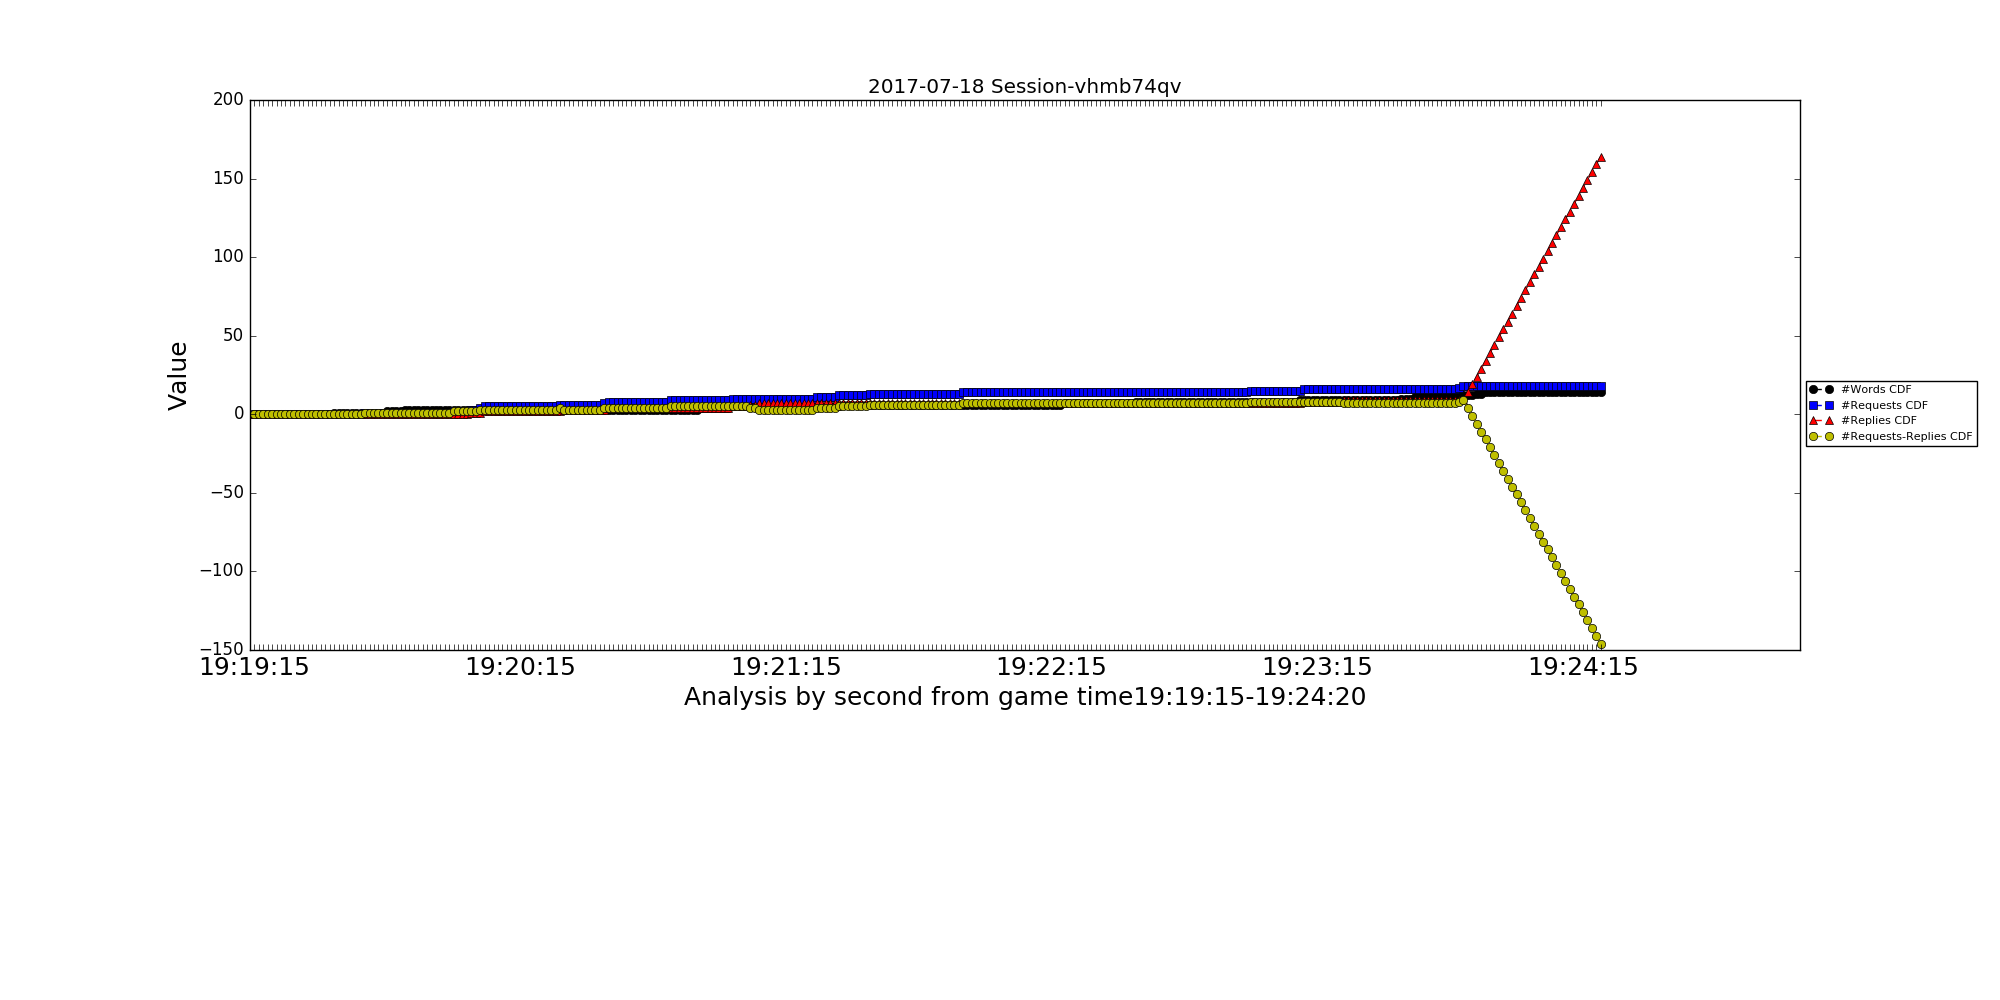 2017-07-18 Session-vhmb74qv
200
150
100
50
0
−50
−100
−150
Value
19:19:15 19:20:15 19:21:15 19:22:15 19:23:15 19:24:15
Analysis by second from game time19:19:15-19:24:20
#Words CDF
#Requests CDF
#Replies CDF
#Requests-Replies CDF